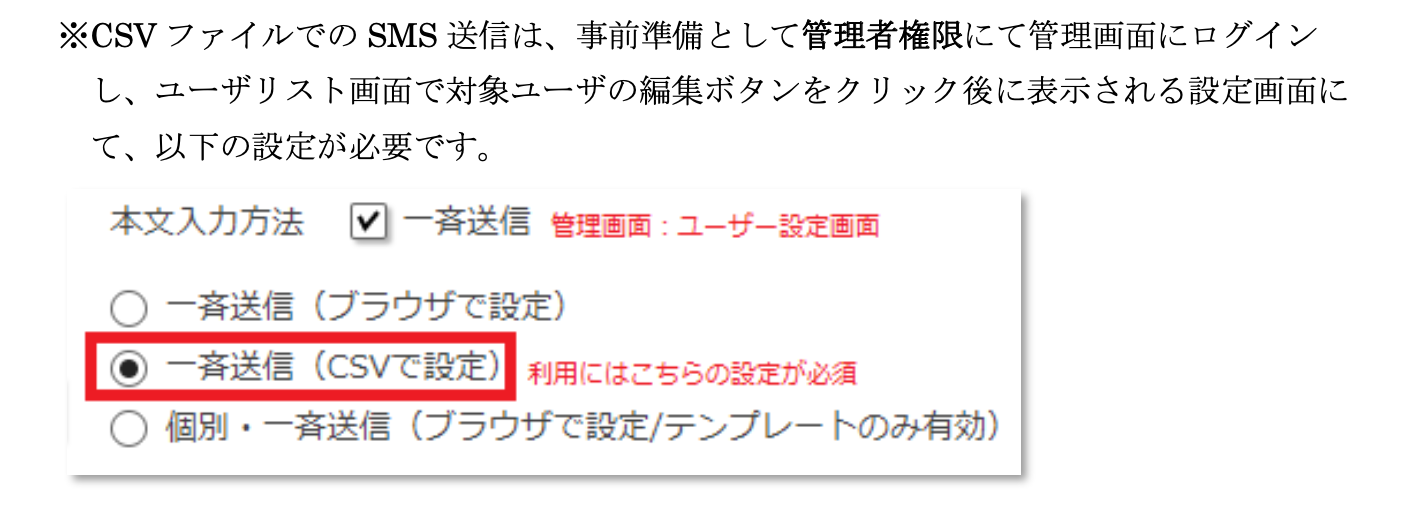 ※CSV ファイルでの SMS 送信は、事前準備として管理者権限にて管理画面にログイン
し、ユーザリスト画面で対象ユーザの編集ボタンをクリック後に表示される設定画面に
て、以下の設定が必要です。
本文入力方法 一斉送信 管理画面：ユーザー設定画面
一斉送信（ブラウザで設定）
一斉送信（CSVで設定） 利用にはこちらの設定が必須
個別・一斉送信（ブラウザで設定/テンプレートのみ有効）